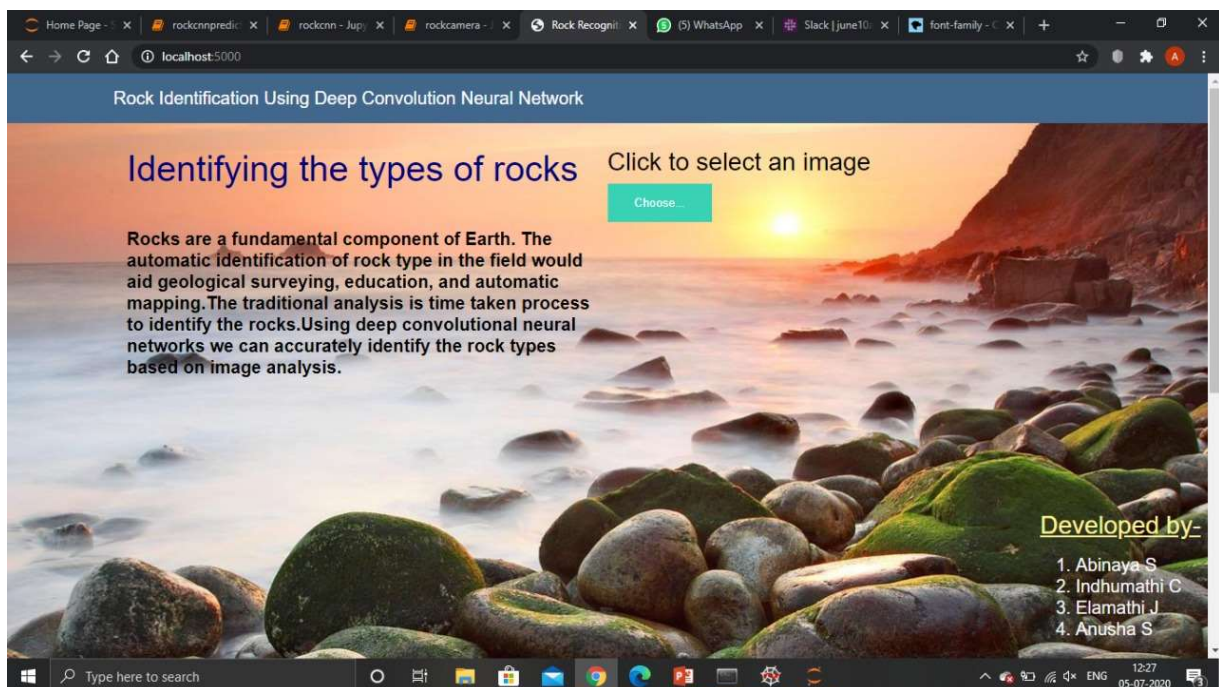 Home Page - S
rockcnnpredic
rockcnn - Jupy
rockcamera - J
Rock Recognit
(5) WhatsApp
Slack | june10
font-family - C
localhost:5000
A
Rock Identification Using Deep Convolution Neural Network
Identifying the types of rocks
Click to select an image
Choose...
Rocks are a fundamental component of Earth. The
automatic identification of rock type in the field would
aid geological surveying, education, and automatic
mapping.The traditional analysis is time taken process
to identify the rocks.Using deep convolutional neural
networks we can accurately identify the rock types
based on image analysis.
Developed by-
1. Abinaya S
2. Indhumathi C
3. Elamathi J
4. Anusha S
Type here to search
ENG
12:27
05-07-2020
3